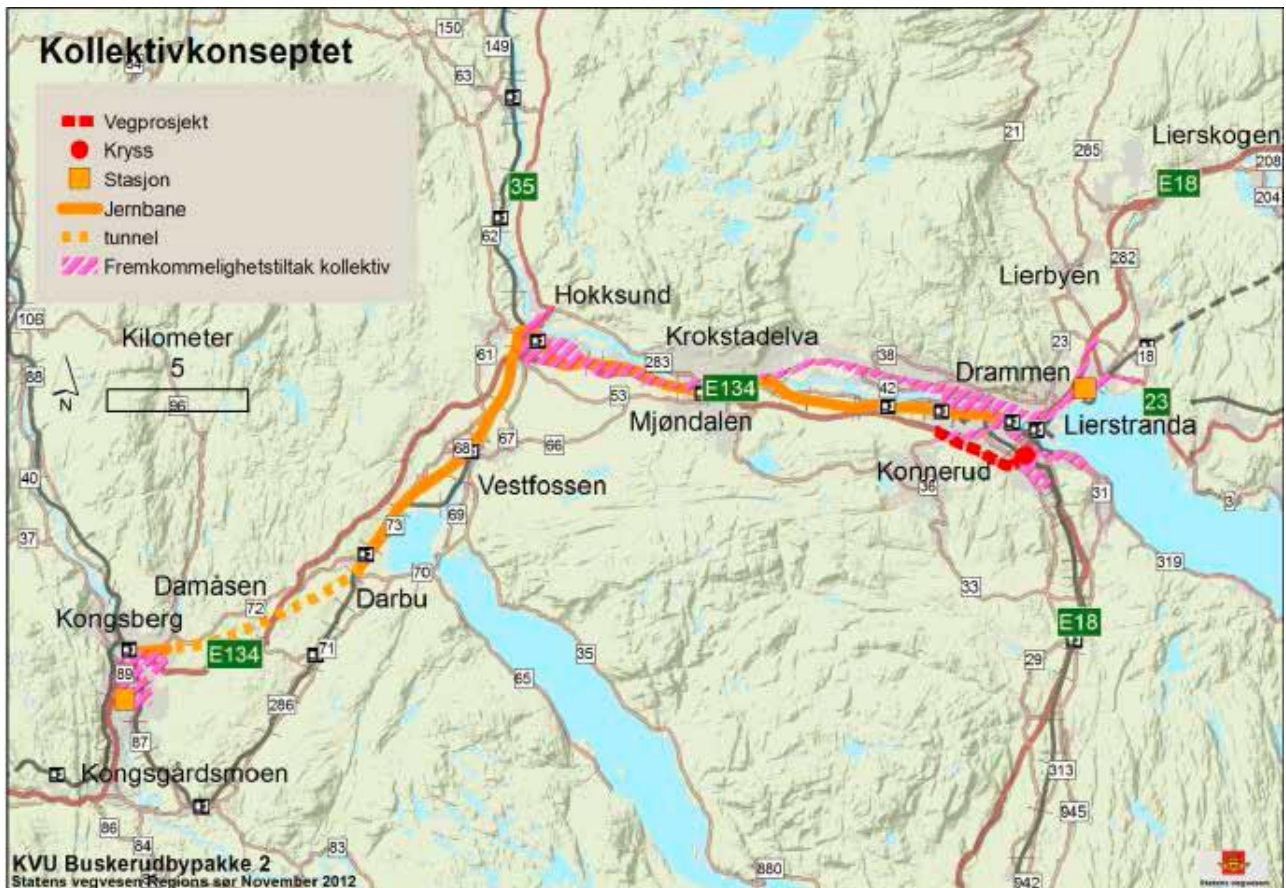 Kollektivkonseptet
Vegprosjekt
Kryss
Stasjon
Jernbane
tunnel
Fremkommelighetstiltak kollektiv
Kilometer
5
N
150
149
63
35
62
21
285
Lierskogen
208
E18
204
282
Lierbyen
106
88
96
40
37
Hokksund
61
283
Krokstadelva
38
23
18
Drammen
E134
42
23
53
Mjøndalen
Lierstranda
67
66
68
Vestfossen
Konnerud
36
31
3
69
73
319
70
Damåsen
72
Darbu
33
Kongsberg
E134
71
E18
89
35
29
65
286
87
Kongsgårdsmoen
313
945
86
84
83
880
942
KVU Buskerudbypakke 2
Statens vegvesen Regions sør November 2012
Statens vegvesen